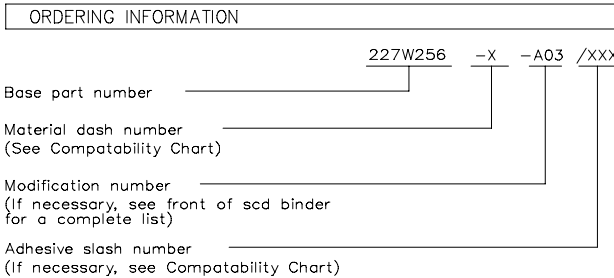 ORDERING INFORMATION
227W256 -X -A03 /XXX
Base part number
Material dash number
(See Compatability Chart)
Modification number
(If necessary, see front of scd binder
for a complete list)
Adhesive slash number
(If necessary, see Compatability Chart)